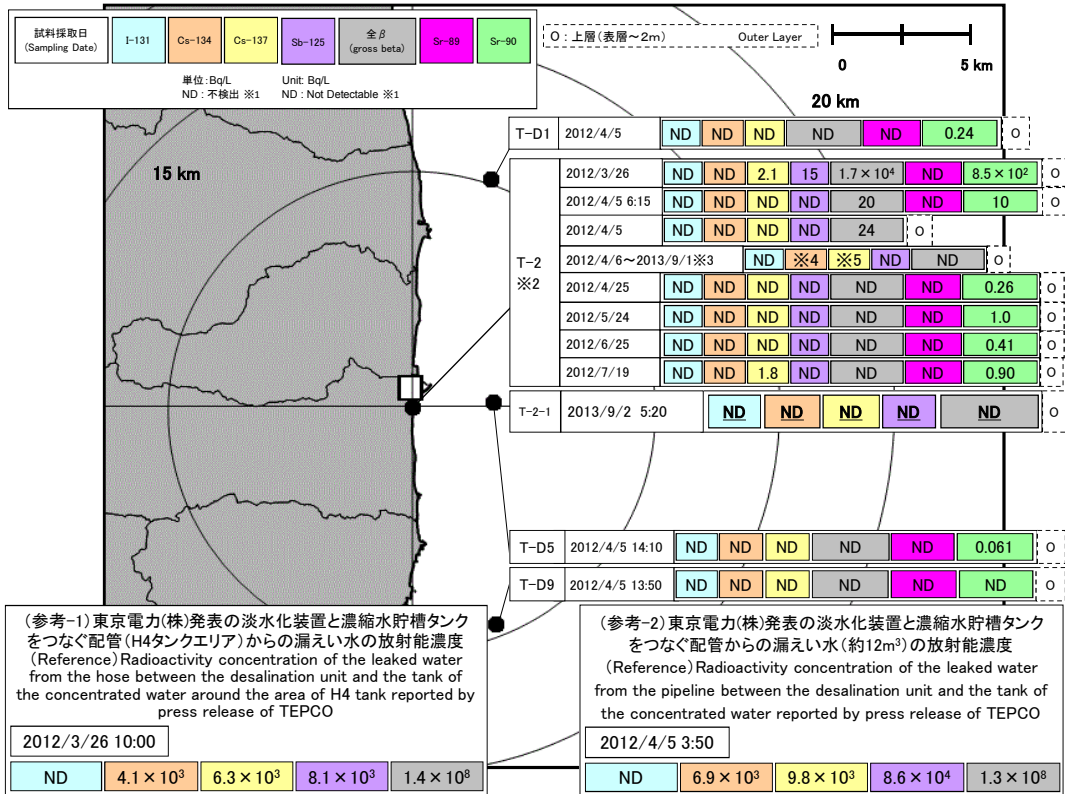 試料採取日
(Sampling Date)
I-131
Cs-134
Cs-137
Sb-125
全β
(gross beta)
Sr-89
Sr-90
単位:Bq/L Unit: Bq/L
ND:不検出 ※1 ND:Not Detectable ※1
O:上層(表層~2m) Outer Layer
0 5 km
20 km
15 km
T-D1 2012/4/5 ND ND ND ND ND 0.24 O
T-2
※2
2012/3/26 ND ND 2.1 15 1.7×10⁴ ND 8.5×10² O
2012/4/5 6:15 ND ND ND ND 20 ND 10 O
2012/4/5 ND ND ND ND 24 O
2012/4/6~2013/9/1※3 ND ※4 ※5 ND ND O
2012/4/25 ND ND ND ND ND ND 0.26 O
2012/5/24 ND ND ND ND ND ND 1.0 O
2012/6/25 ND ND ND ND ND ND 0.41 O
2012/7/19 ND ND 1.8 ND ND ND 0.90 O
T-2-1 2013/9/2 5:20 ND ND ND ND ND O
T-D5 2012/4/5 14:10 ND ND ND ND ND 0.061 O
T-D9 2012/4/5 13:50 ND ND ND ND ND ND O
(参考-1)東京電力(株)発表の淡水化装置と濃縮水貯槽タンク
をつなぐ配管(H4タンクエリア)からの漏えい水の放射能濃度
(Reference)Radioactivity concentration of the leaked water
from the hose between the desalination unit and the tank of
the concentrated water around the area of H4 tank reported by
press release of TEPCO
2012/3/26 10:00
ND 4.1×10³ 6.3×10³ 8.1×10³ 1.4×10⁸
(参考-2)東京電力(株)発表の淡水化装置と濃縮水貯槽タンク
をつなぐ配管からの漏えい水(約12m³)の放射能濃度
(Reference)Radioactivity concentration of the leaked water
from the pipeline between the desalination unit and the tank of
the concentrated water reported by press release of TEPCO
2012/4/5 3:50
ND 6.9×10³ 9.8×10³ 8.6×10⁴ 1.3×10⁸